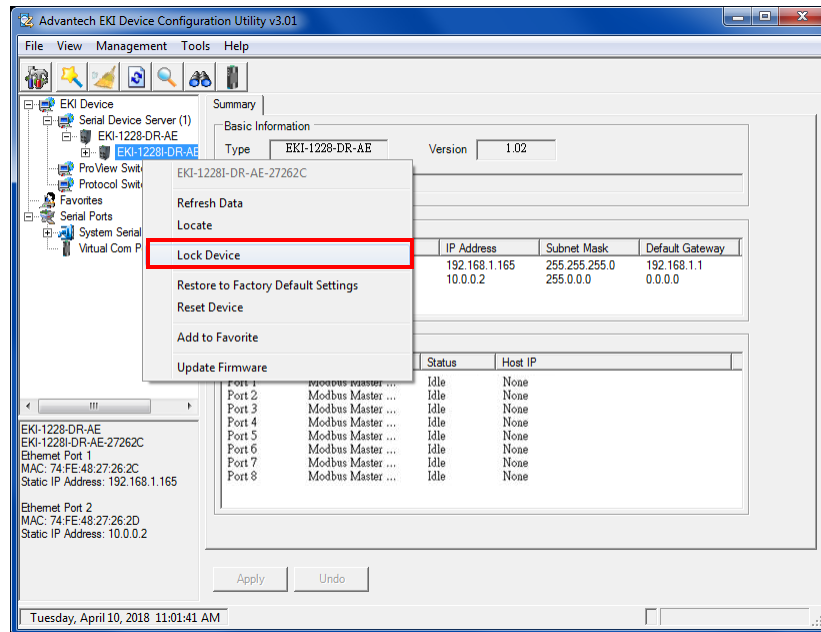 Advantech EKI Device Configuration Utility v3.01
File View Management Tools Help
EKI Device
Serial Device Server (1)
EKI-1228-DR-AE
EKI-1228I-DR-AE
ProView Swit
Protocol Swit
Favorites
Serial Ports
System Serial
Virtual Com P
Summary
Basic Information
Type EKI-1228-DR-AE Version 1.02
EKI-1228I-DR-AE-27262C
Refresh Data
Locate
Lock Device
Restore to Factory Default Settings
Reset Device
Add to Favorite
Update Firmware
IP Address Subnet Mask Default Gateway
192.168.1.165 255.255.255.0 192.168.1.1
10.0.0.2 255.0.0.0 0.0.0.0
Status Host IP
Port 1 Modbus Master ... Idle None
Port 2 Modbus Master ... Idle None
Port 3 Modbus Master ... Idle None
Port 4 Modbus Master ... Idle None
Port 5 Modbus Master ... Idle None
Port 6 Modbus Master ... Idle None
Port 7 Modbus Master ... Idle None
Port 8 Modbus Master ... Idle None
EKI-1228-DR-AE
EKI-1228I-DR-AE-27262C
Ethernet Port 1
MAC: 74:FE:48:27:26:2C
Static IP Address: 192.168.1.165
Ethernet Port 2
MAC: 74:FE:48:27:26:2D
Static IP Address: 10.0.0.2
Apply Undo
Tuesday, April 10, 2018 11:01:41 AM